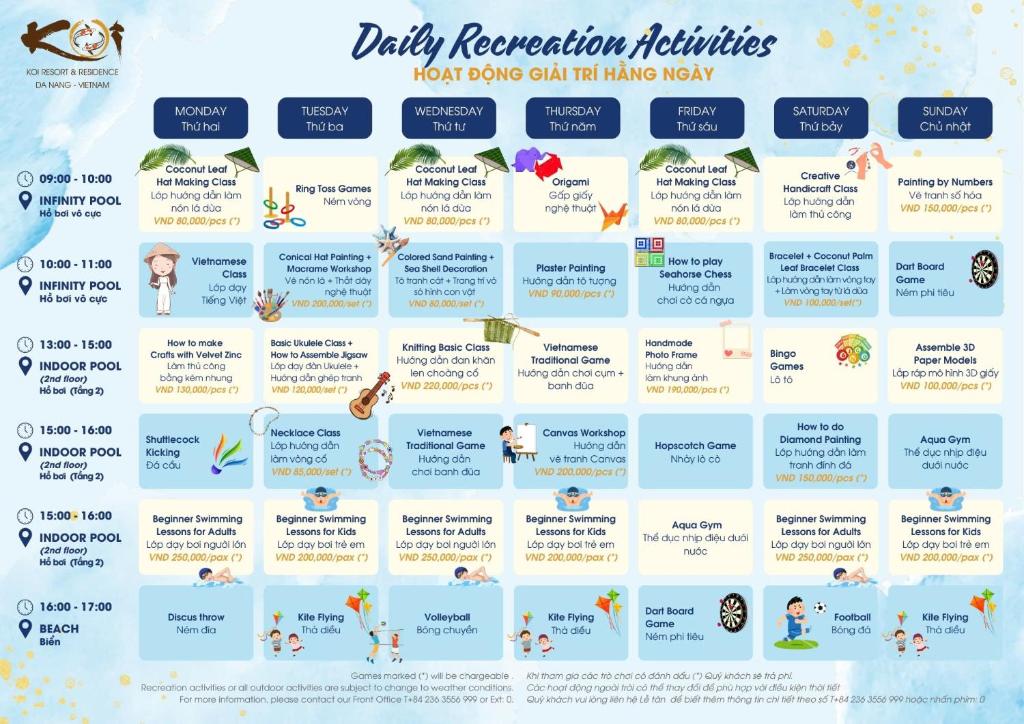 KOI
KOI RESORT & RESIDENCE
DA NANG - VIETNAM
Daily Recreation Activities
HOẠT ĐỘNG GIẢI TRÍ HẰNG NGÀY
MONDAY
Thứ hai
TUESDAY
Thứ ba
WEDNESDAY
Thứ tư
THURSDAY
Thứ năm
FRIDAY
Thứ sáu
SATURDAY
Thứ bảy
SUNDAY
Chủ nhật
09:00 - 10:00
INFINITY POOL
Hồ bơi vô cực
Coconut Leaf
Hat Making Class
Lớp hướng dẫn làm
nón lá dừa
VND 80,000/pcs (*)
Ring Toss Games
Ném vòng
Coconut Leaf
Hat Making Class
Lớp hướng dẫn làm
nón lá dừa
VND 80,000/pcs (*)
Origami
Gấp giấy
nghệ thuật
Coconut Leaf
Hat Making Class
Lớp hướng dẫn làm
nón lá dừa
VND 80,000/pcs (*)
Creative
Handicraft Class
Lớp hướng dẫn
làm thủ công
Painting by Numbers
Vẽ tranh số hóa
VND 150,000/pcs (*)
10:00 - 11:00
INFINITY POOL
Hồ bơi vô cực
Vietnamese
Class
Lớp dạy
Tiếng Việt
Conical Hat Painting +
Macrame Workshop
Vẽ nón lá + Thắt dây
nghệ thuật
VND 200,000/set (*)
Colored Sand Painting +
Sea Shell Decoration
Tô tranh cát + Trang trí vỏ
sò hình con vật
VND 80,000/set (*)
Plaster Painting
Hướng dẫn tô tượng
VND 90,000/pcs (*)
How to play
Seahorse Chess
Hướng dẫn
chơi cờ cá ngựa
Bracelet + Coconut Palm
Leaf Bracelet Class
Lớp hướng dẫn làm vòng tay
+ Làm vòng tay từ lá dừa
VND 100,000/set(*)
Dart Board
Game
Ném phi tiêu
13:00 - 15:00
INDOOR POOL
(2nd floor)
Hồ bơi (Tầng 2)
How to make
Crafts with Velvet Zinc
Làm thủ công
bằng kẽm nhung
VND 130,000/pcs (*)
Basic Ukulele Class +
How to Assemble Jigsaw
Lớp dạy đàn Ukulele +
Hướng dẫn ghép tranh
VND 120,000/set (*)
Knitting Basic Class
Hướng dẫn đan khăn
len choàng cổ
VND 220,000/pcs (*)
Vietnamese
Traditional Game
Hướng dẫn chơi cụm +
banh đũa
Handmade
Photo Frame
Hướng dẫn
làm khung ảnh
VND 190,000/pcs (*)
Bingo
Games
Lô tô
Assemble 3D
Paper Models
Lắp ráp mô hình 3D giấy
VND 100,000/pcs (*)
15:00 - 16:00
INDOOR POOL
(2nd floor)
Hồ bơi (Tầng 2)
Shuttlecock
Kicking
Đá cầu
Necklace Class
Lớp hướng dẫn
làm vòng cổ
VND 85,000/set (*)
Vietnamese
Traditional Game
Hướng dẫn
chơi banh đũa
Canvas Workshop
Hướng dẫn
vẽ tranh Canvas
VND 200,000/pcs (*)
Hopscotch Game
Nhảy lò cò
How to do
Diamond Painting
Lớp hướng dẫn làm
tranh đính đá
VND 150,000/pcs (*)
Aqua Gym
Thể dục nhịp điệu
dưới nước
15:00 - 16:00
INDOOR POOL
(2nd floor)
Hồ bơi (Tầng 2)
Beginner Swimming
Lessons for Adults
Lớp dạy bơi người lớn
VND 250,000/pax (*)
Beginner Swimming
Lessons for Kids
Lớp dạy bơi trẻ em
VND 200,000/pax (*)
Beginner Swimming
Lessons for Adults
Lớp dạy bơi người lớn
VND 250,000/pax (*)
Beginner Swimming
Lessons for Kids
Lớp dạy bơi trẻ em
VND 200,000/pax (*)
Aqua Gym
Thể dục nhịp điệu dưới
nước
Beginner Swimming
Lessons for Adults
Lớp dạy bơi người lớn
VND 250,000/pax (*)
Beginner Swimming
Lessons for Kids
Lớp dạy bơi trẻ em
VND 200,000/pax (*)
16:00 - 17:00
BEACH
Biển
Discus throw
Ném đĩa
Kite Flying
Thả diều
Volleyball
Bóng chuyền
Kite Flying
Thả diều
Dart Board
Game
Ném phi tiêu
Football
Bóng đá
Kite Flying
Thả diều
Games marked (*) will be chargeable .
Recreation activities or all outdoor activities are subject to change to weather conditions.
For more information, please contact our Front Office T+84 236 3556 999 or Ext: 0.
Khi tham gia các trò chơi có đánh dấu (*) Quý khách sẽ trả phí.
Các hoạt động ngoài trời có thể thay đổi để phù hợp với điều kiện thời tiết
Quý khách vui lòng liên hệ Lễ tân để biết thêm thông tin chi tiết theo số T+84 236 3556 999 hoặc nhấn phím: 0